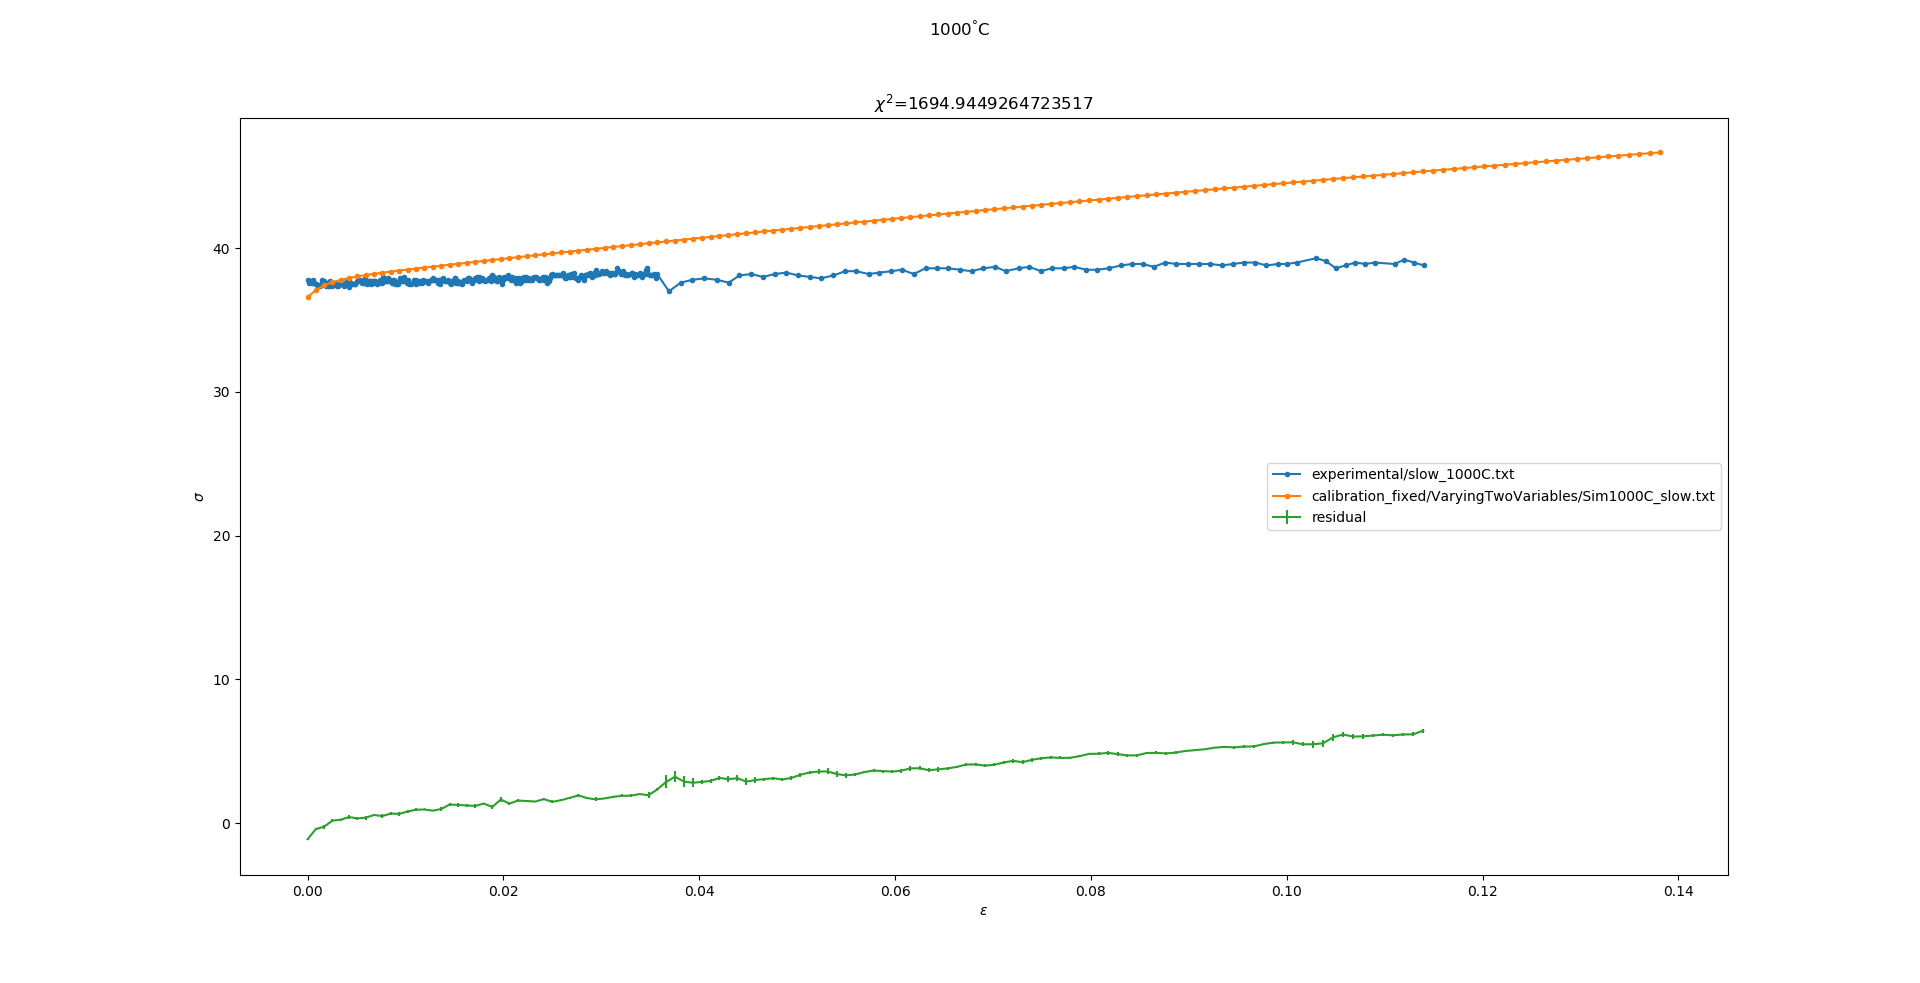 1000°C
χ²=1694.9449264723517
σ
40
30
20
10
0
experimental/slow_1000C.txt
calibration_fixed/VaryingTwoVariables/Sim1000C_slow.txt
residual
0.00 0.02 0.04 0.06 0.08 0.10 0.12 0.14
ε